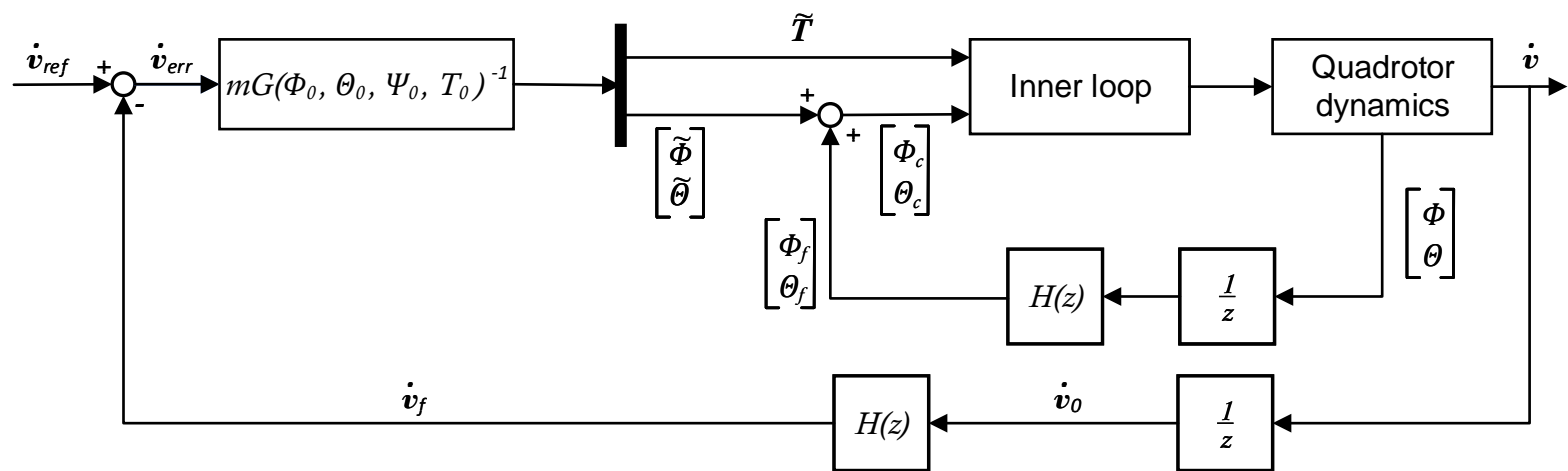 T̃
v̇ref + v̇err mG(Φ0, Θ0, Ψ0, T0)⁻¹ Inner loop Quadrotor dynamics v̇
-
+
+
[Φ̃
Θ̃]
[Φc
Θc]
[Φ
Θ]
[Φf
Θf]
H(z) 1/z
v̇f H(z) v̇0 1/z